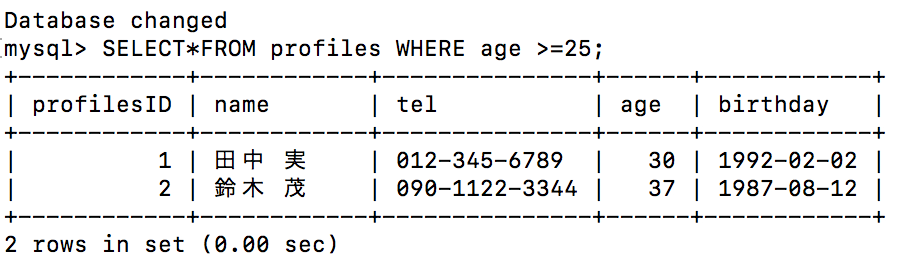 Database changed
mysql> SELECT*FROM profiles WHERE age >=25;
+------------+-----------+--------------+------+-----------+
| profilesID | name | tel | age | birthday |
+------------+-----------+--------------+------+-----------+
| 1 | 田中 実 | 012-345-6789 | 30 | 1992-02-02 |
| 2 | 鈴木 茂 | 090-1122-3344 | 37 | 1987-08-12 |
+------------+-----------+--------------+------+-----------+
2 rows in set (0.00 sec)